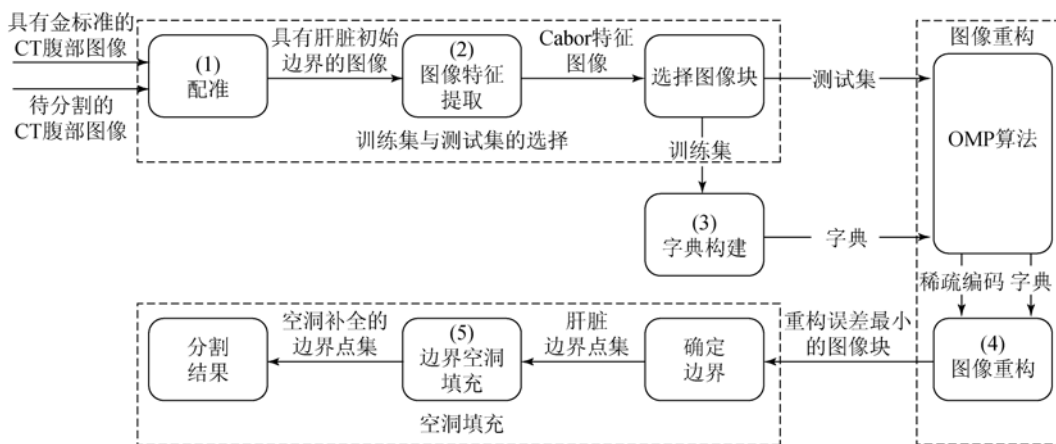 具有金标准的
CT腹部图像
待分割的
CT腹部图像
(1)
配准
具有肝脏初始
边界的图像
(2)
图像特征
提取
Cabor特征
图像
选择图像块
训练集与测试集的选择
测试集
训练集
(3)
字典构建
字典
图像重构
OMP算法
稀疏编码 字典
(4)
图像重构
重构误差最小
的图像块
确定
边界
肝脏
边界点集
(5)
边界空洞
填充
空洞补全的
边界点集
分割
结果
空洞填充